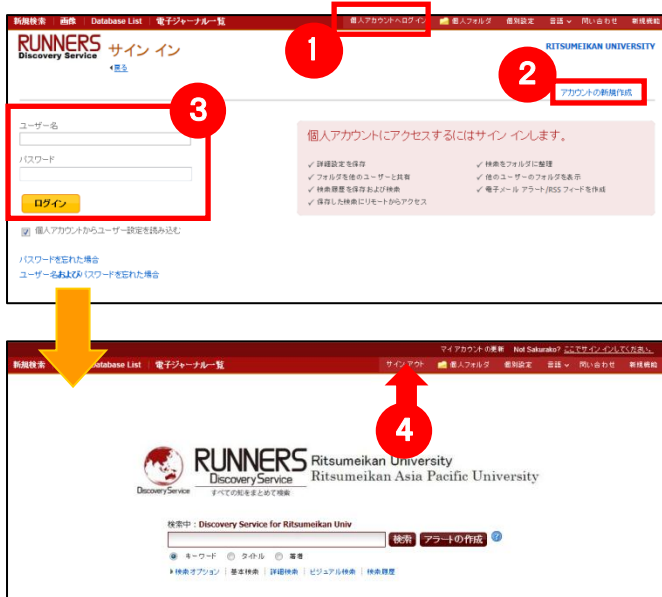 新規検索 画像 Database List 電子ジャーナル一覧 個人アカウントへログイン 個人フォルダ 個別設定 言語 問い合わせ 新規機能
RUNNERS
Discovery Service
サイン イン
戻る
1
RITSUMEIKAN UNIVERSITY
2
アカウントの新規作成
3
ユーザー名
パスワード
ログイン
個人アカウントからユーザー設定を読み込む
パスワードを忘れた場合
ユーザー名およびパスワードを忘れた場合
個人アカウントにアクセスするにはサイン インします。
✓ 詳細設定を保存
✓ フォルダを他のユーザーと共有
✓ 検索履歴を保存および検索
✓ 保存した検索にリモートからアクセス
✓ 検索をフォルダに整理
✓ 他のユーザーのフォルダを表示
✓ 電子メール アラート/RSS フィードを作成
マイアカウントの更新 Not Sakurako? ここでサイン インしてください。
新規検索 Database List 電子ジャーナル一覧 サインアウト 個人フォルダ 個別設定 言語 問い合わせ 新規機能
4
RUNNERS
Discovery Service
すべての知をまとめて検索
Discovery Service
Ritsumeikan University
Ritsumeikan Asia Pacific University
検索中 : Discovery Service for Ritsumeikan Univ
検索 アラートの作成
キーワード タイトル 著者
検索オプション 基本検索 詳細検索 ビジュアル検索 検索履歴